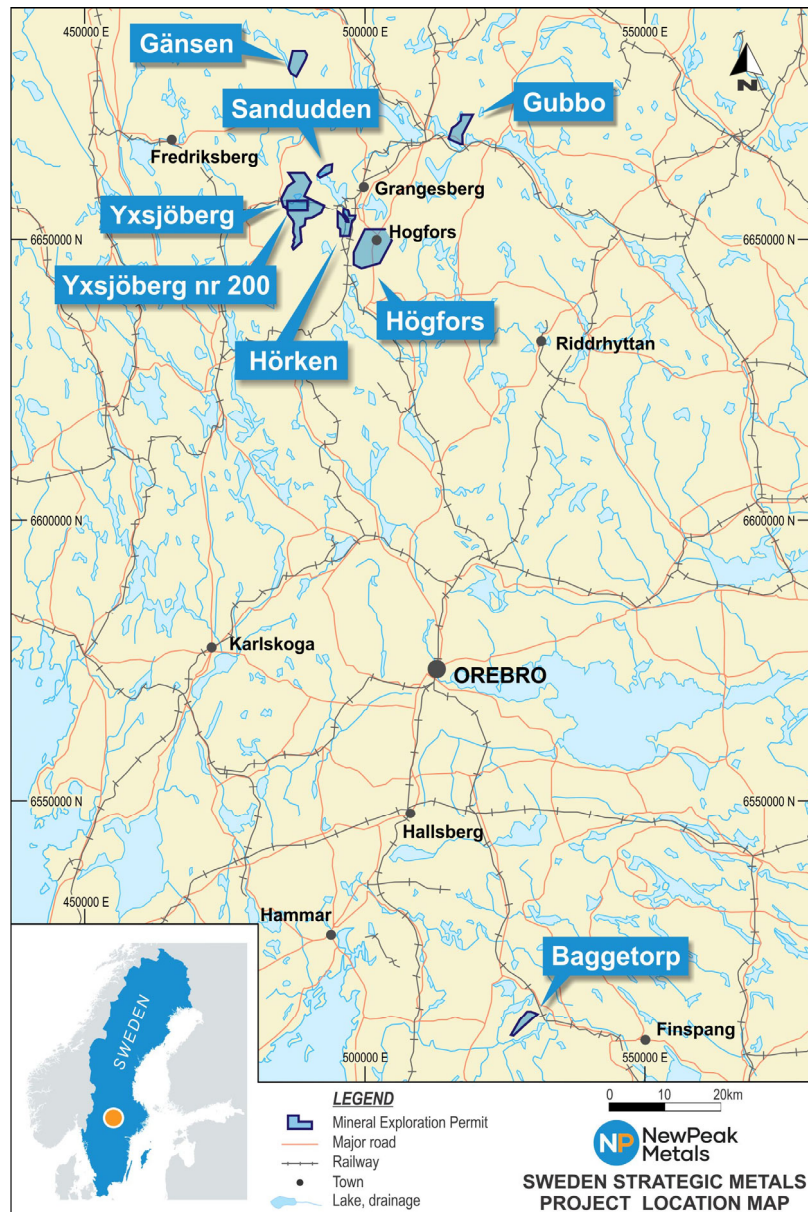 450000 E
500000 E
550000 E
Gänsen
N
Gubbo
Sandudden
Fredriksberg
Grangesberg
Yxsjöberg
6650000 N
Hogfors
6650000 N
Yxsjöberg nr 200
Högfors
Hörken
Riddrhyttan
6600000 N
6600000 N
Karlskoga
OREBRO
6550000 N
6550000 N
Hallsberg
450000 E
Hammar
Baggetorp
Finspang
500000 E
550000 E
SWEDEN
LEGEND
Mineral Exploration Permit
Major road
Railway
Town
Lake, drainage
0 10 20km
NP NewPeak
Metals
SWEDEN STRATEGIC METALS
PROJECT LOCATION MAP